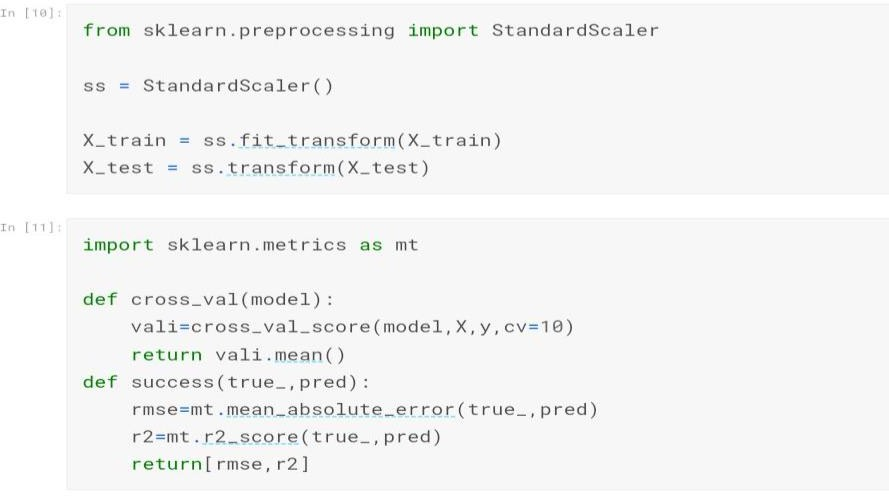 In [10]:
from sklearn.preprocessing import StandardScaler
ss = StandardScaler()
X_train = ss.fit_transform(X_train)
X_test = ss.transform(X_test)
In [11]:
import sklearn.metrics as mt
def cross_val(model):
    vali=cross_val_score(model,X,y,cv=10)
    return vali.mean()
def success(true_,pred):
    rmse=mt.mean_absolute_error(true_,pred)
    r2=mt.r2_score(true_,pred)
    return[rmse,r2]